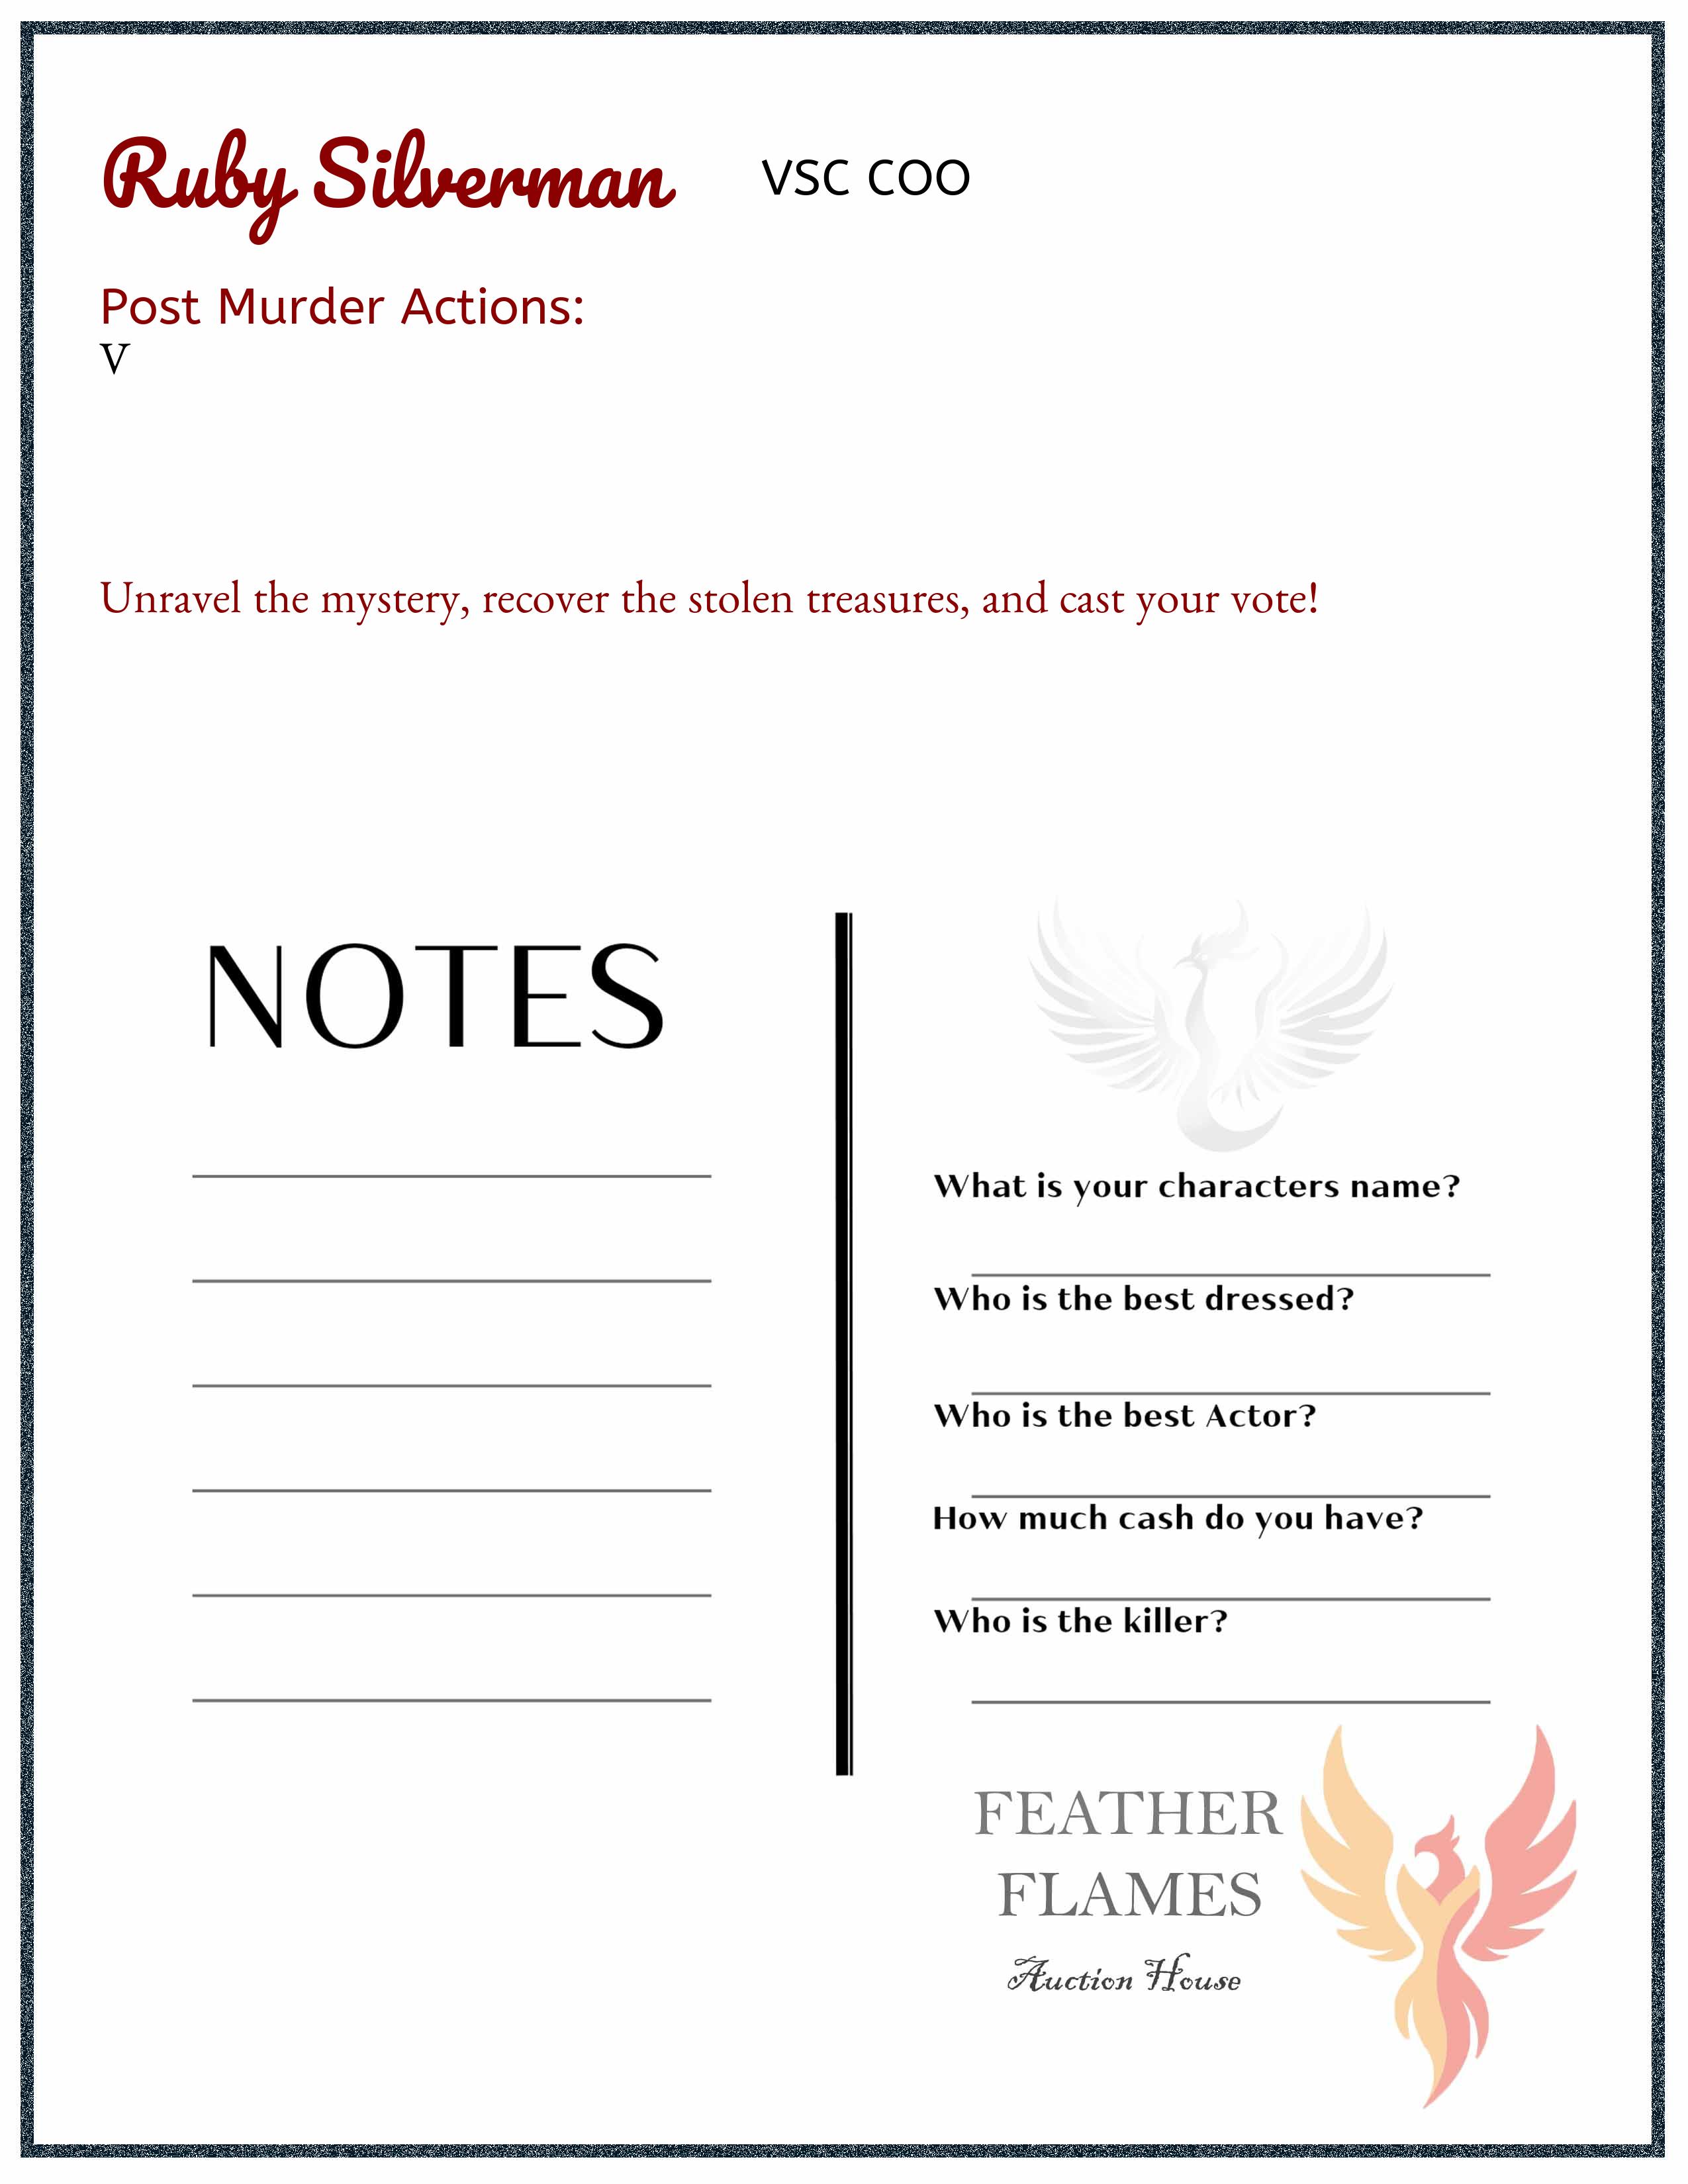 Ruby Silverman VSC COO
Post Murder Actions:
V
Unravel the mystery, recover the stolen treasures, and cast your vote!
NOTES
What is your characters name?
Who is the best dressed?
Who is the best Actor?
How much cash do you have?
Who is the killer?
FEATHER
FLAMES
Auction House